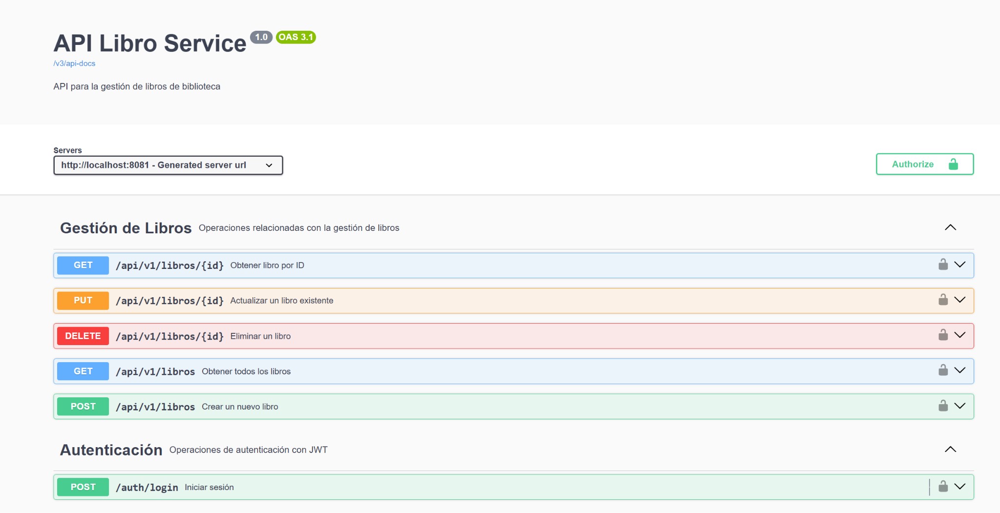 API Libro Service 1.0 OAS 3.1
/v3/api-docs
API para la gestión de libros de biblioteca
Servers
http://localhost:8081 - Generated server url
Authorize
Gestión de Libros Operaciones relacionadas con la gestión de libros
GET /api/v1/libros/{id} Obtener libro por ID
PUT /api/v1/libros/{id} Actualizar un libro existente
DELETE /api/v1/libros/{id} Eliminar un libro
GET /api/v1/libros Obtener todos los libros
POST /api/v1/libros Crear un nuevo libro
Autenticación Operaciones de autenticación con JWT
POST /auth/login Iniciar sesión